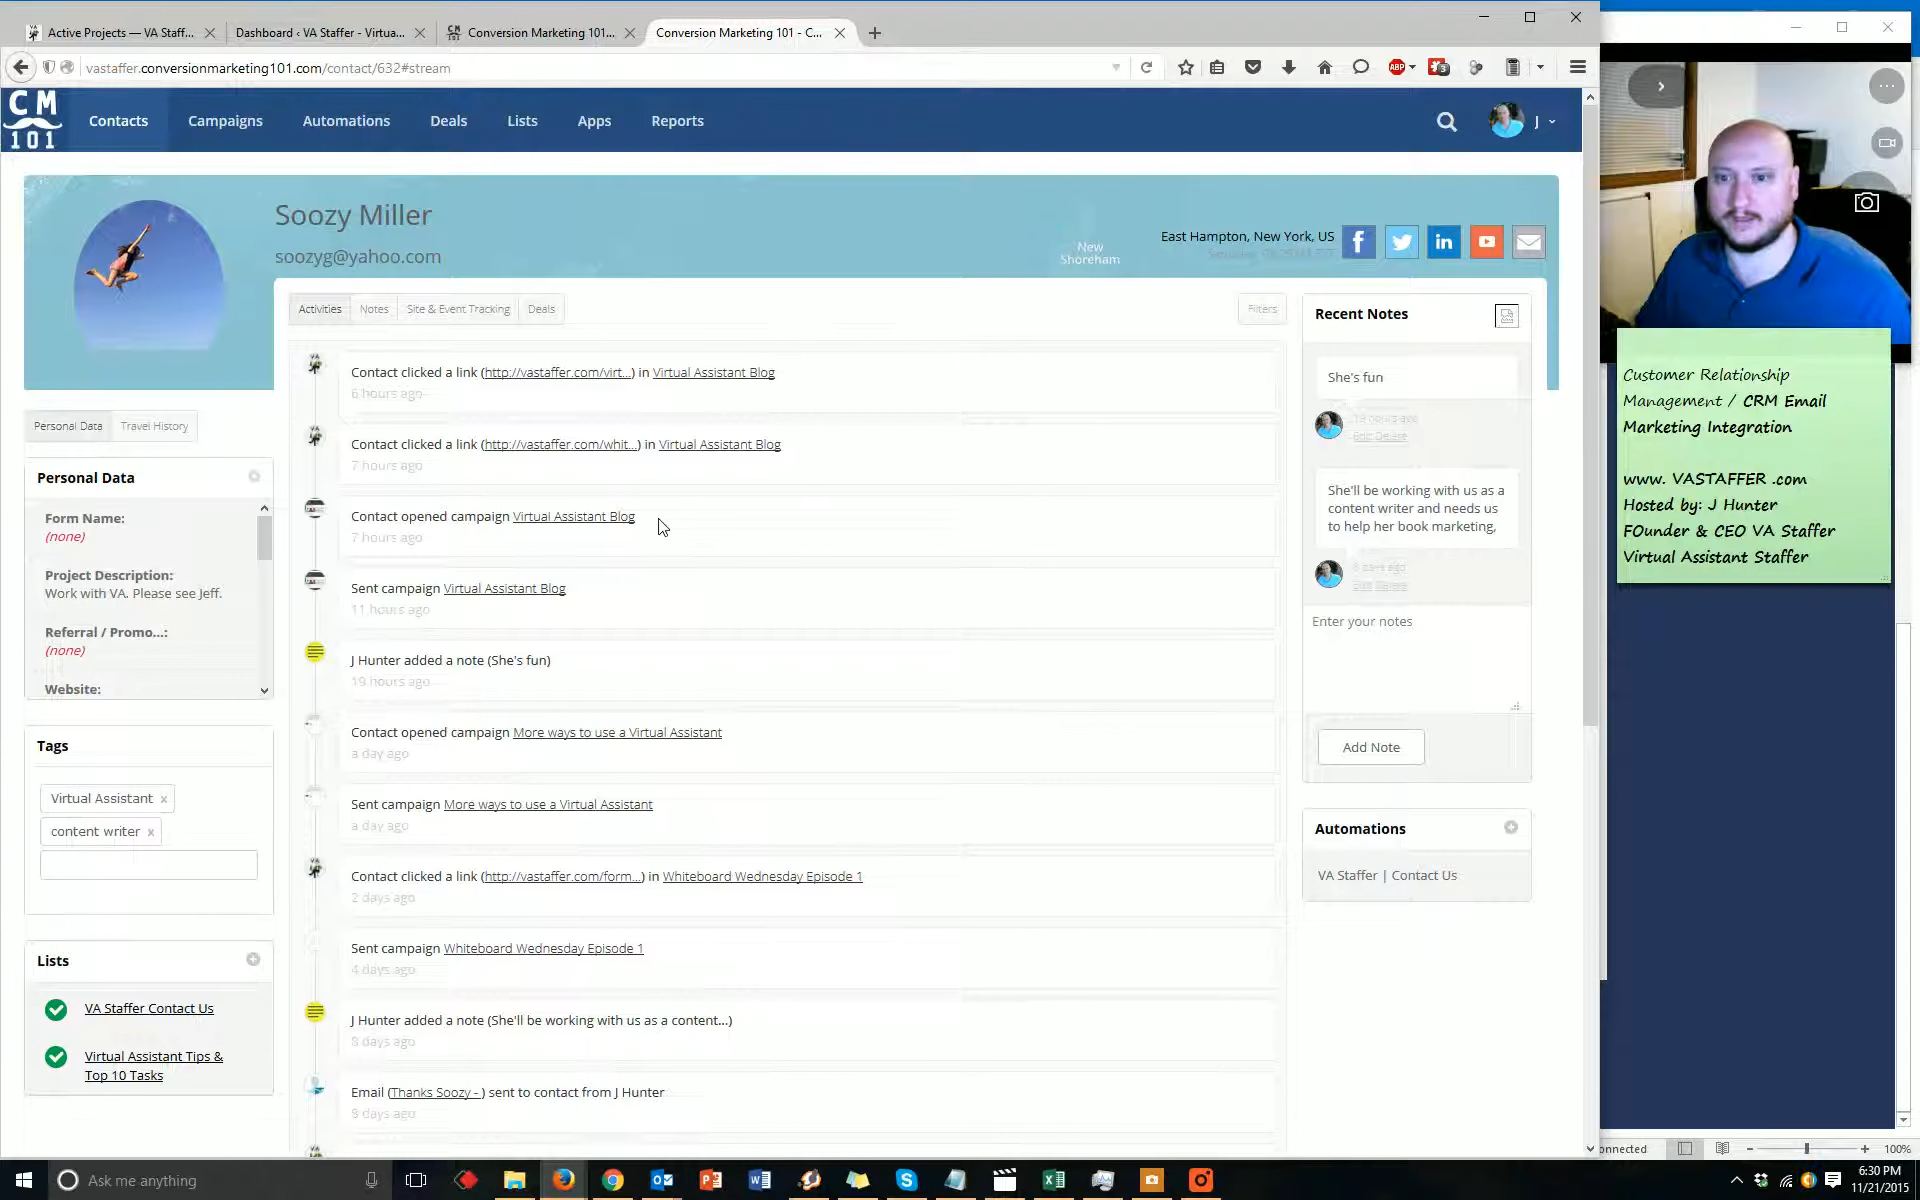 Active Projects — VA Staff...
Dashboard ‹ VA Staffer - Virtua...
Conversion Marketing 101...
Conversion Marketing 101 - C...
vastaffer.conversionmarketing101.com/contact/632#stream
ABP
3
CM
101
Contacts
Campaigns
Automations
Deals
Lists
Apps
Reports
J
Soozy Miller
soozyg@yahoo.com
New
Shoreham
East Hampton, New York, US
Activities
Notes
Site & Event Tracking
Deals
Filters
Personal Data
Travel History
Personal Data
Form Name:
(none)
Project Description:
Work with VA. Please see Jeff.
Referral / Promo...:
(none)
Website:
Tags
Virtual Assistant x
content writer x
Lists
VA Staffer Contact Us
Virtual Assistant Tips &
Top 10 Tasks
Contact clicked a link (http://vastaffer.com/virt...) in Virtual Assistant Blog
6 hours ago
Contact clicked a link (http://vastaffer.com/whit...) in Virtual Assistant Blog
7 hours ago
Contact opened campaign Virtual Assistant Blog
7 hours ago
Sent campaign Virtual Assistant Blog
11 hours ago
J Hunter added a note (She's fun)
19 hours ago
Contact opened campaign More ways to use a Virtual Assistant
a day ago
Sent campaign More ways to use a Virtual Assistant
a day ago
Contact clicked a link (http://vastaffer.com/form...) in Whiteboard Wednesday Episode 1
2 days ago
Sent campaign Whiteboard Wednesday Episode 1
4 days ago
J Hunter added a note (She'll be working with us as a content...)
8 days ago
Email (Thanks Soozy - ) sent to contact from J Hunter
8 days ago
Recent Notes
She's fun
19 hours ago
Edit Delete
She'll be working with us as a
content writer and needs us
to help her book marketing,
8 days ago
Edit Delete
Enter your notes
Add Note
Automations
VA Staffer | Contact Us
Customer Relationship
Management / CRM Email
Marketing Integration
www. VASTAFFER .com
Hosted by: J Hunter
FOunder & CEO VA Staffer
Virtual Assistant Staffer
onnected
100%
Ask me anything
6:30 PM
11/21/2015